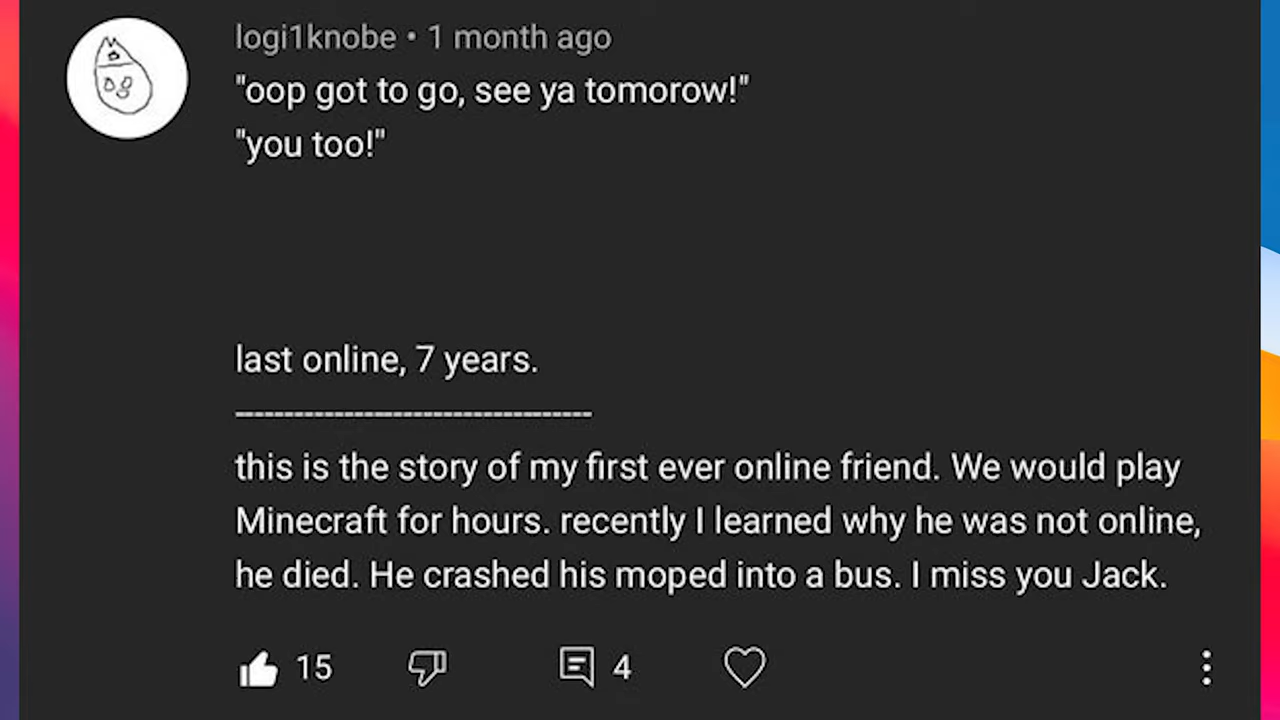 logi1knobe • 1 month ago
"oop got to go, see ya tomorow!"
"you too!"
last online, 7 years.
------------------------------------
this is the story of my first ever online friend. We would play
Minecraft for hours. recently I learned why he was not online,
he died. He crashed his moped into a bus. I miss you Jack.
15 4